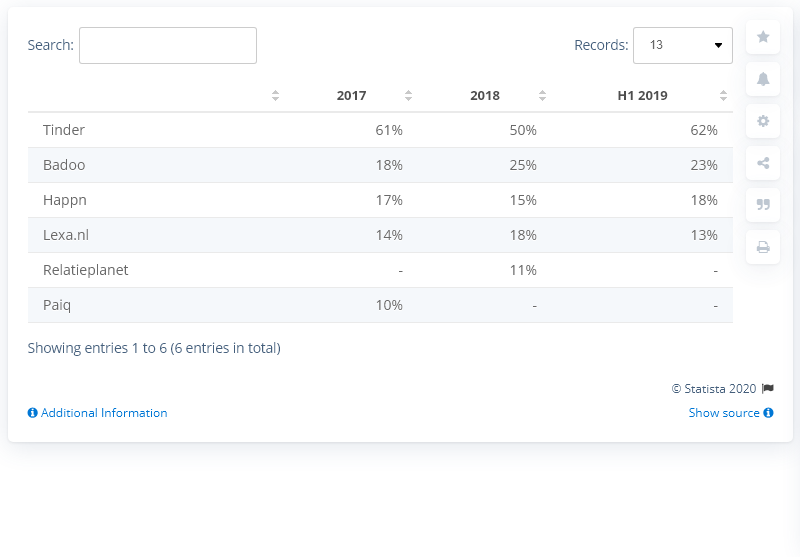 Search:
Records: 13
2017 2018 H1 2019
Tinder 61% 50% 62%
Badoo 18% 25% 23%
Happn 17% 15% 18%
Lexa.nl 14% 18% 13%
Relatieplanet - 11% -
Paiq 10% - -
Showing entries 1 to 6 (6 entries in total)
© Statista 2020
Additional Information Show source